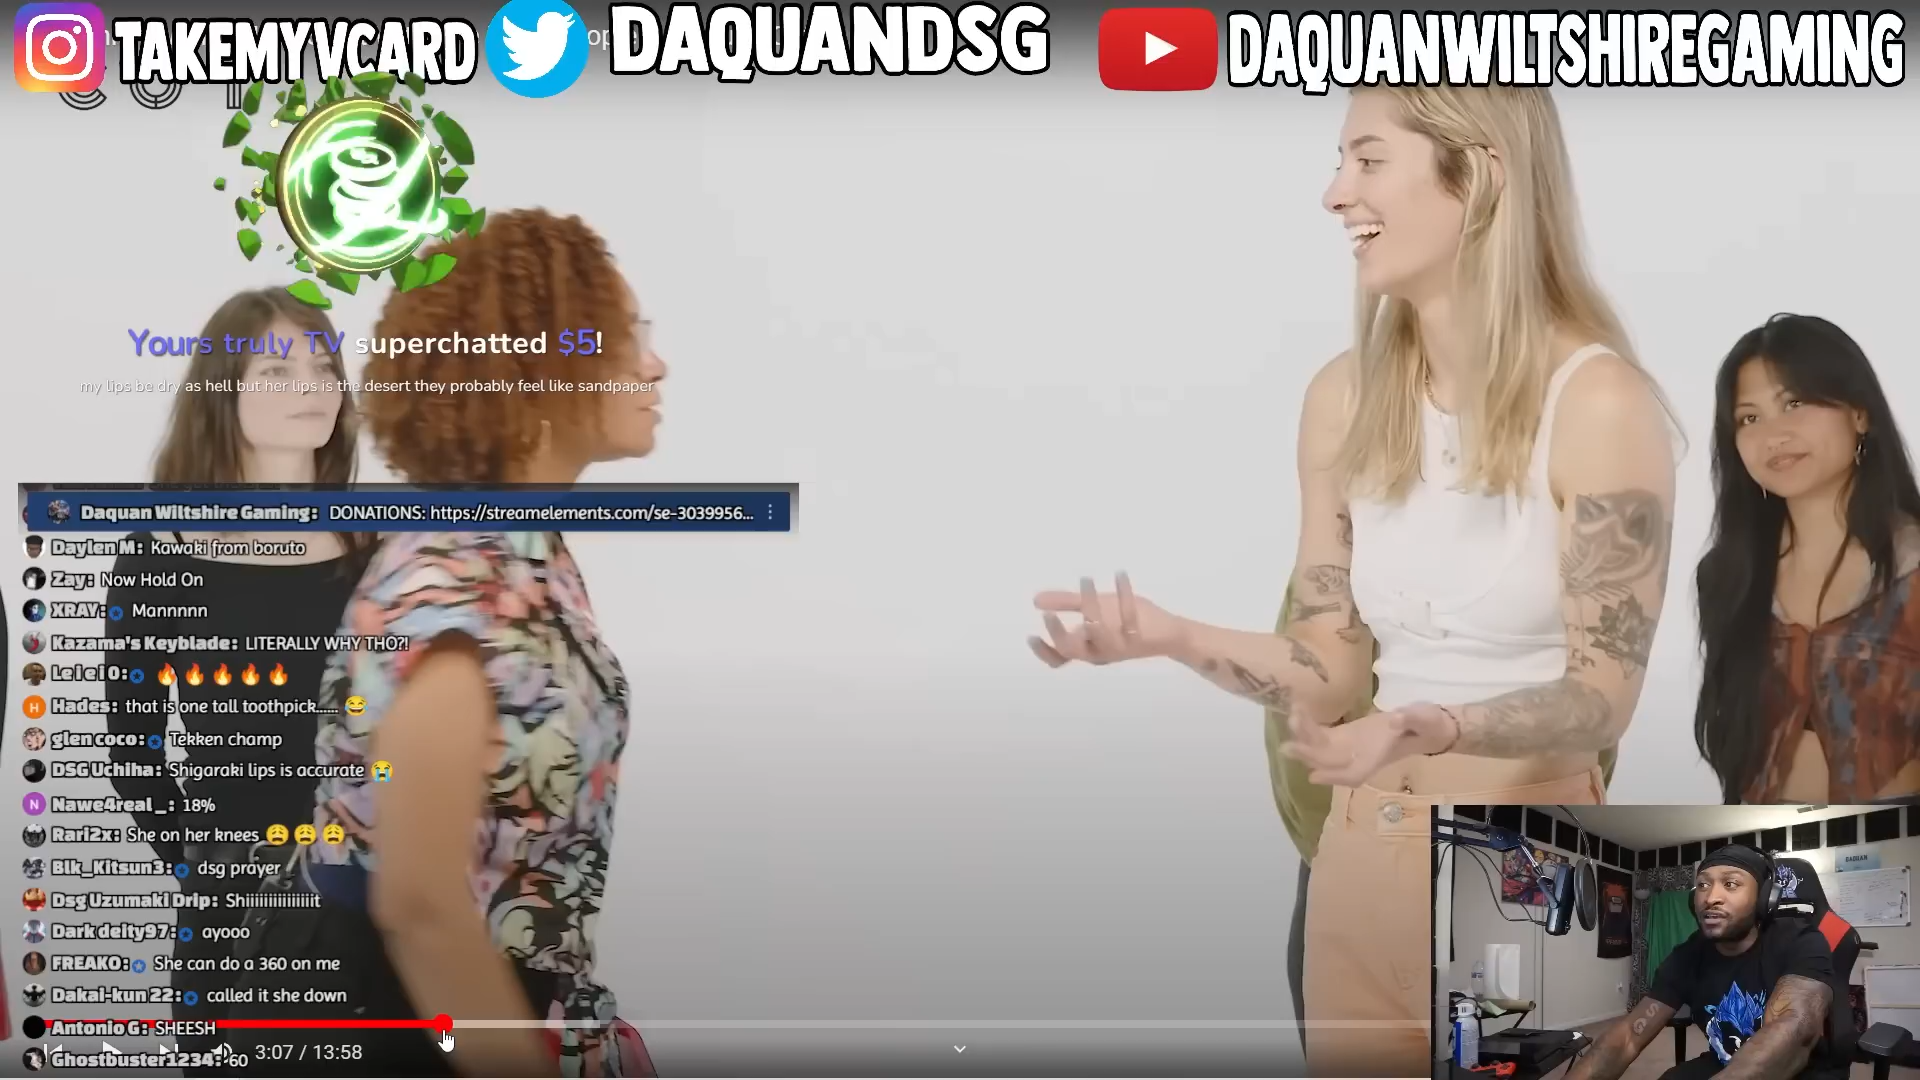 TAKEMYVCARD
DAQUANDSG
DAQUANWILTSHIREGAMING
Yours truly TV superchatted $5!
my lips be dry as hell but her lips is the desert they probably feel like sandpaper
Daquan Wiltshire Gaming: DONATIONS: https://streamelements.com/se-3039956...
Daylen M: Kawaki from boruto
Zay: Now Hold On
XRAY: Mannnnn
Kazama's Keyblade: LITERALLY WHY THO?!
Leiei0: 🔥🔥🔥🔥🔥
Hades: that is one tall toothpick...... 😂
glen coco: Tekken champ
DSG Uchiha: Shigaraki lips is accurate 😭
Nawe4real_: 18%
Rari2x: She on her knees 😩😩😩
Blk_Kitsun3: dsg prayer
Dsg Uzumaki Drip: Shiiiiiiiiiiiiiit
Dark deity97: ayooo
FREAKO: She can do a 360 on me
Dakai-kun 22: called it she down
Antonio G: SHEESH
Ghostbuster1234: 60
3:07 / 13:58